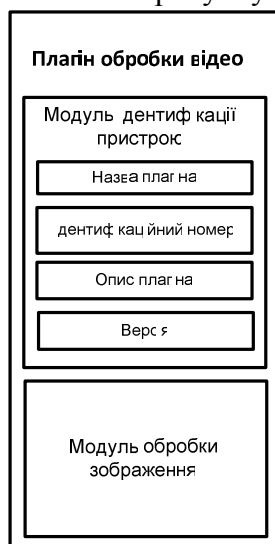 Плагін обробки відео
Модуль дентиф кації
пристрою
Назва плаг на
дентиф кац йний номер
Опис плаг на
Верс я
Модуль обробки
зображення